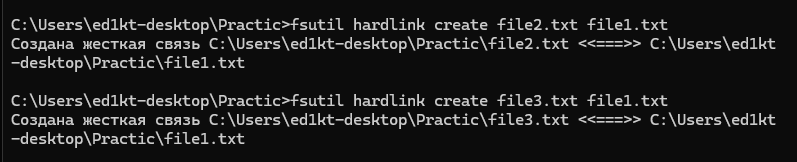 C:\Users\ed1kt-desktop\Practic>fsutil hardlink create file2.txt file1.txt
Создана жесткая связь C:\Users\ed1kt-desktop\Practic\file2.txt <<===>> C:\Users\ed1kt
-desktop\Practic\file1.txt
C:\Users\ed1kt-desktop\Practic>fsutil hardlink create file3.txt file1.txt
Создана жесткая связь C:\Users\ed1kt-desktop\Practic\file3.txt <<===>> C:\Users\ed1kt
-desktop\Practic\file1.txt